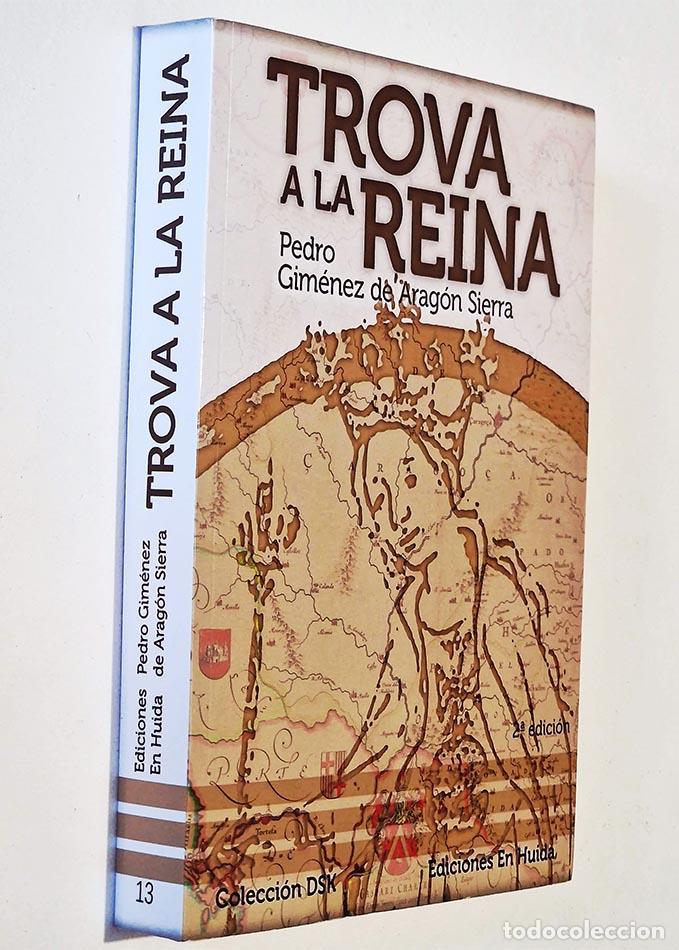 TROVA A LA REINA
Pedro Giménez
de Aragón Sierra
Ediciones
En Huida
13
TROVA
A LA REINA
Pedro
Giménez de Aragón Sierra
2ª edición
Ediciones En Huida
Colección DSK
Tortosa
todocoleccion